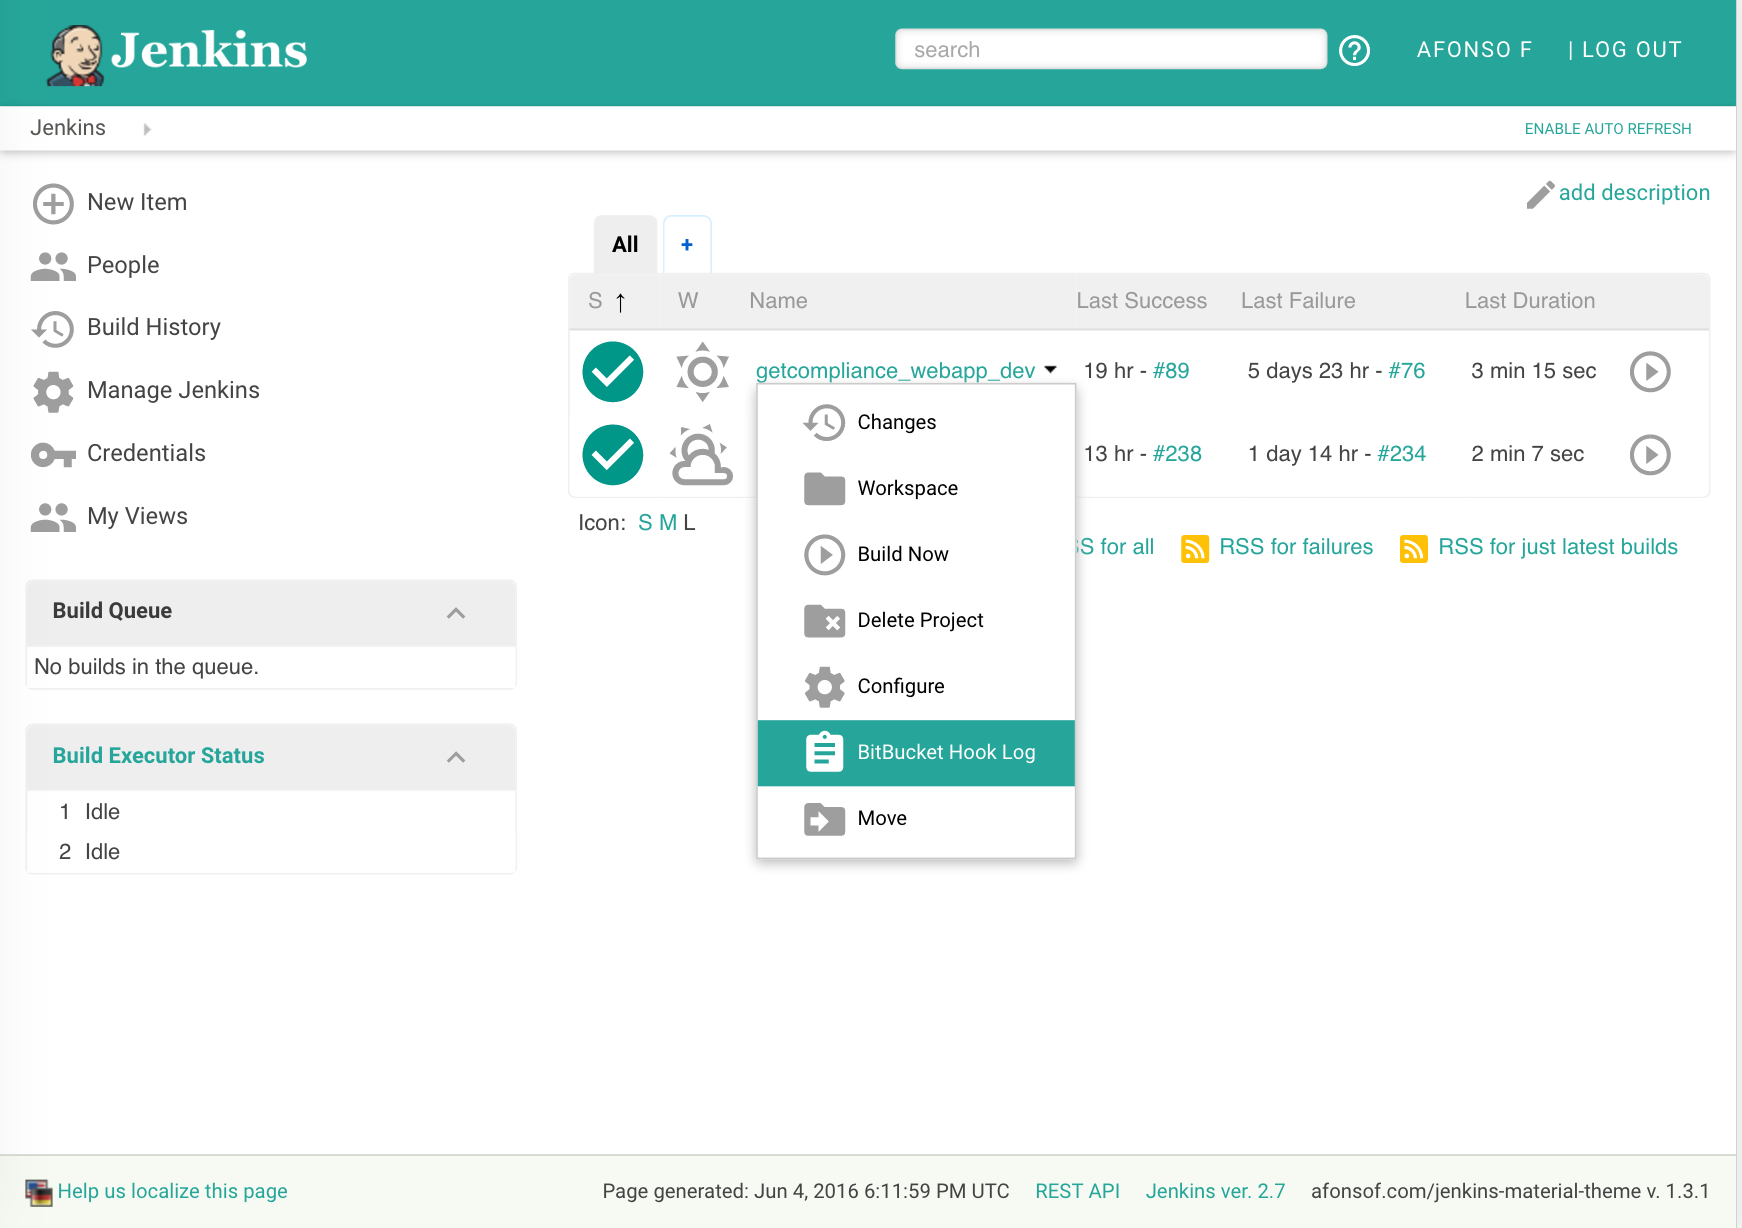 Jenkins
search
AFONSO F | LOG OUT
Jenkins
ENABLE AUTO REFRESH
New Item
People
Build History
Manage Jenkins
Credentials
My Views
Build Queue
No builds in the queue.
Build Executor Status
1 Idle
2 Idle
add description
All +
S ↑ W Name Last Success Last Failure Last Duration
getcompliance_webapp_dev 19 hr - #89 5 days 23 hr - #76 3 min 15 sec
13 hr - #238 1 day 14 hr - #234 2 min 7 sec
Changes
Workspace
Build Now
Delete Project
Configure
BitBucket Hook Log
Move
Icon: S M L
S for all RSS for failures RSS for just latest builds
Help us localize this page
Page generated: Jun 4, 2016 6:11:59 PM UTC REST API Jenkins ver. 2.7 afonsof.com/jenkins-material-theme v. 1.3.1